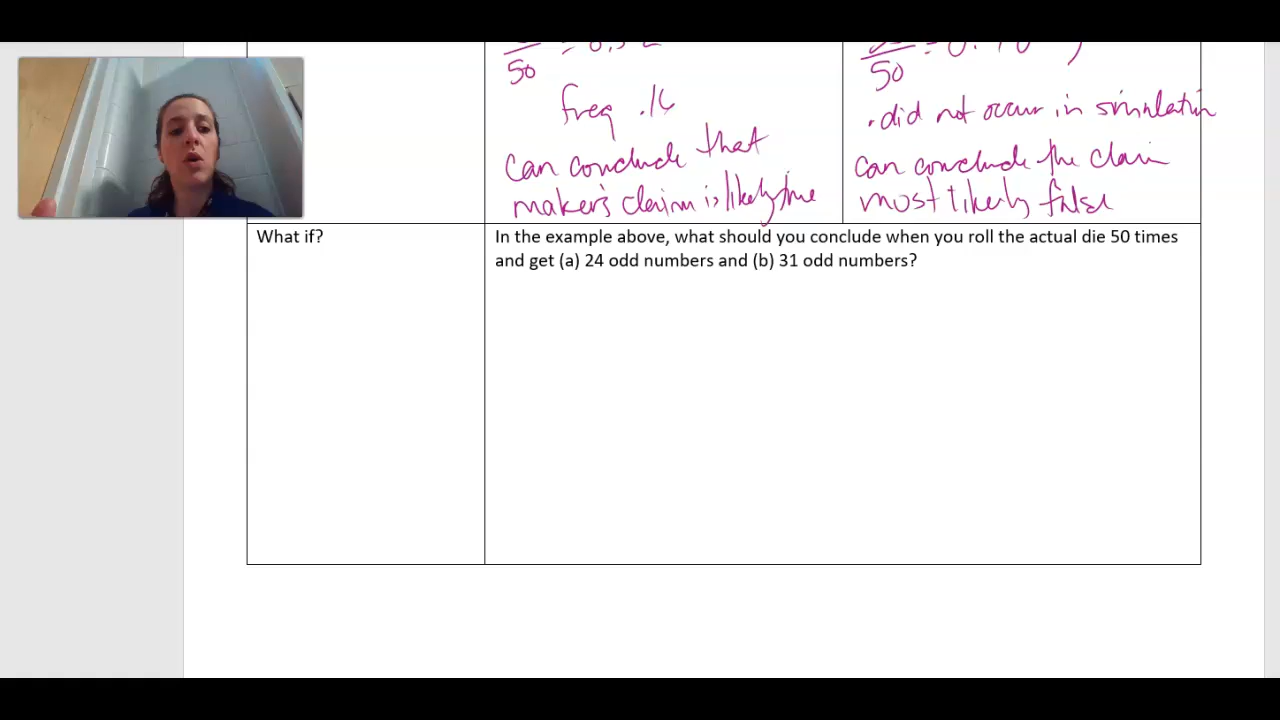 50
50
freq .16
. did not occur in simulation
can conclude that
maker's claim is likely true
can conclude the claim
most likely false
What if?
In the example above, what should you conclude when you roll the actual die 50 times
and get (a) 24 odd numbers and (b) 31 odd numbers?